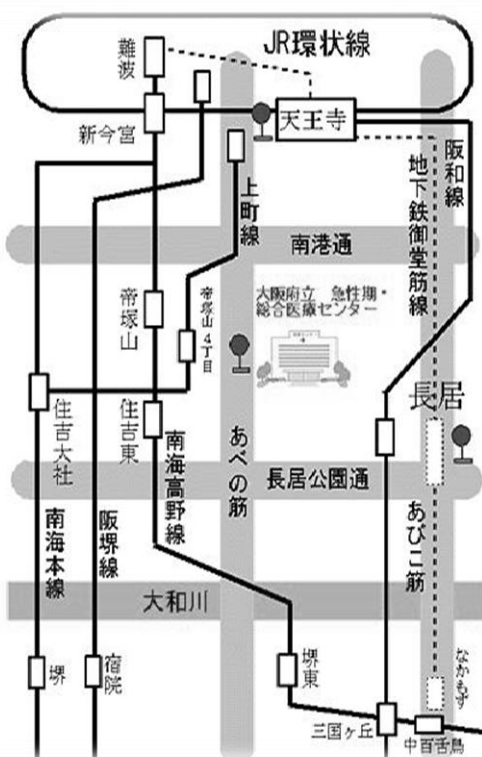 JR環状線
難波
天王寺
新今宮
阪和線
地下鉄御堂筋線
上町線
南港通
帝塚山
帝塚山4丁目
大阪府立 急性期・
総合医療センター
長居
住吉大社
住吉東
南海高野線
あべの筋
長居公園通
あびこ筋
南海本線
阪堺線
大和川
堺
宿院
堺東
なかもず
三国ヶ丘
中百舌鳥